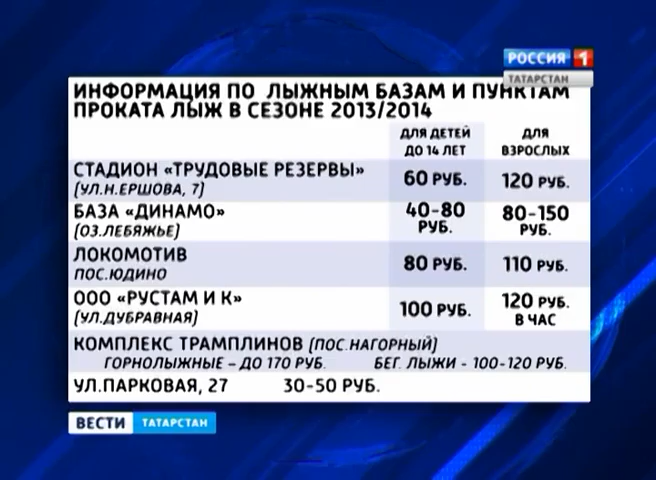 РОССИЯ 1
ТАТАРСТАН
ИНФОРМАЦИЯ ПО ЛЫЖНЫМ БАЗАМ И ПУНКТАМ
ПРОКАТА ЛЫЖ В СЕЗОНЕ 2013/2014
ДЛЯ ДЕТЕЙ
ДО 14 ЛЕТ
ДЛЯ
ВЗРОСЛЫХ
СТАДИОН «ТРУДОВЫЕ РЕЗЕРВЫ»
(УЛ.Н.ЕРШОВА, 7)
60 РУБ.
120 РУБ.
БАЗА «ДИНАМО»
(ОЗ.ЛЕБЯЖЬЕ)
40-80
РУБ.
80-150
РУБ.
ЛОКОМОТИВ
ПОС.ЮДИНО
80 РУБ.
110 РУБ.
ООО «РУСТАМ И К»
(УЛ.ДУБРАВНАЯ)
100 РУБ.
120 РУБ.
В ЧАС
КОМПЛЕКС ТРАМПЛИНОВ (ПОС.НАГОРНЫЙ)
ГОРНОЛЫЖНЫЕ – ДО 170 РУБ. БЕГ. ЛЫЖИ - 100-120 РУБ.
УЛ.ПАРКОВАЯ, 27 30-50 РУБ.
ВЕСТИ ТАТАРСТАН